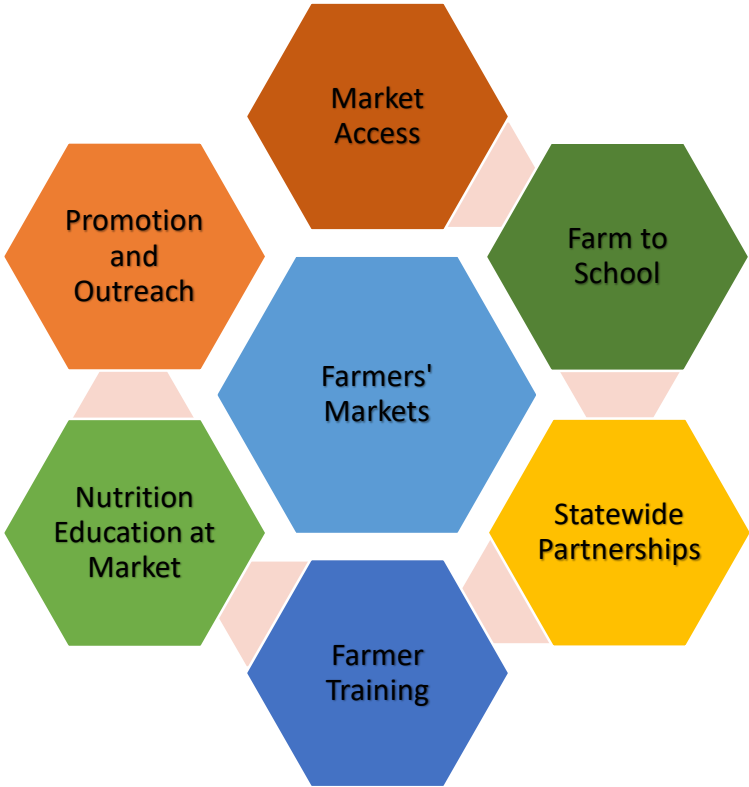 Market
Access
Farm to
School
Statewide
Partnerships
Farmer
Training
Nutrition
Education at
Market
Promotion
and
Outreach
Farmers'
Markets